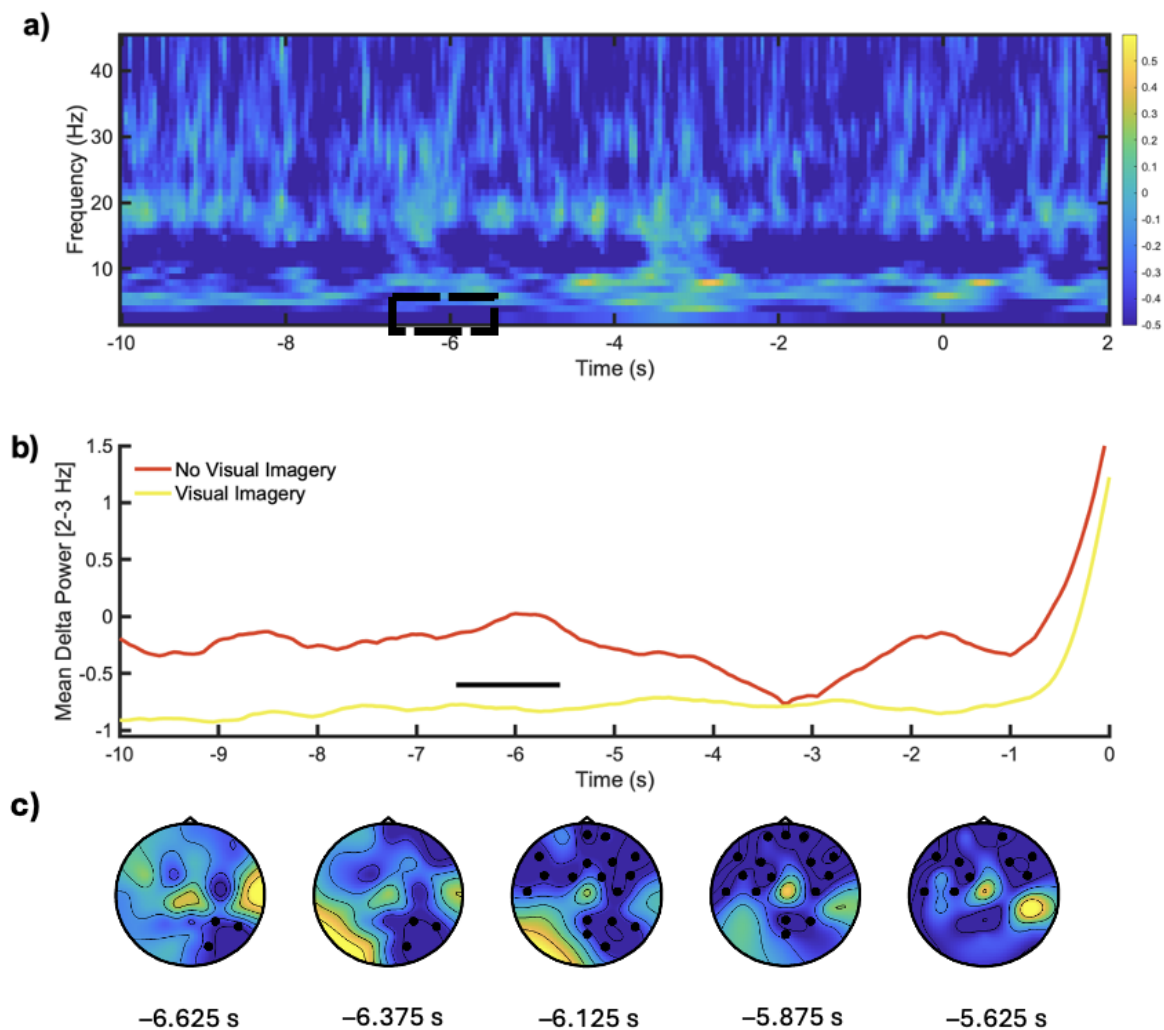 a)
40
30
20
10
Frequency (Hz)
-10
-8
-6
-4
-2
0
2
Time (s)
0.5
0.4
0.3
0.2
0.1
0
-0.1
-0.2
-0.3
-0.4
-0.5
b)
1.5
1
0.5
0
-0.5
-1
Mean Delta Power [2-3 Hz]
No Visual Imagery
Visual Imagery
-10
-9
-8
-7
-6
-5
-4
-3
-2
-1
0
Time (s)
c)
−6.625 s
−6.375 s
−6.125 s
−5.875 s
−5.625 s